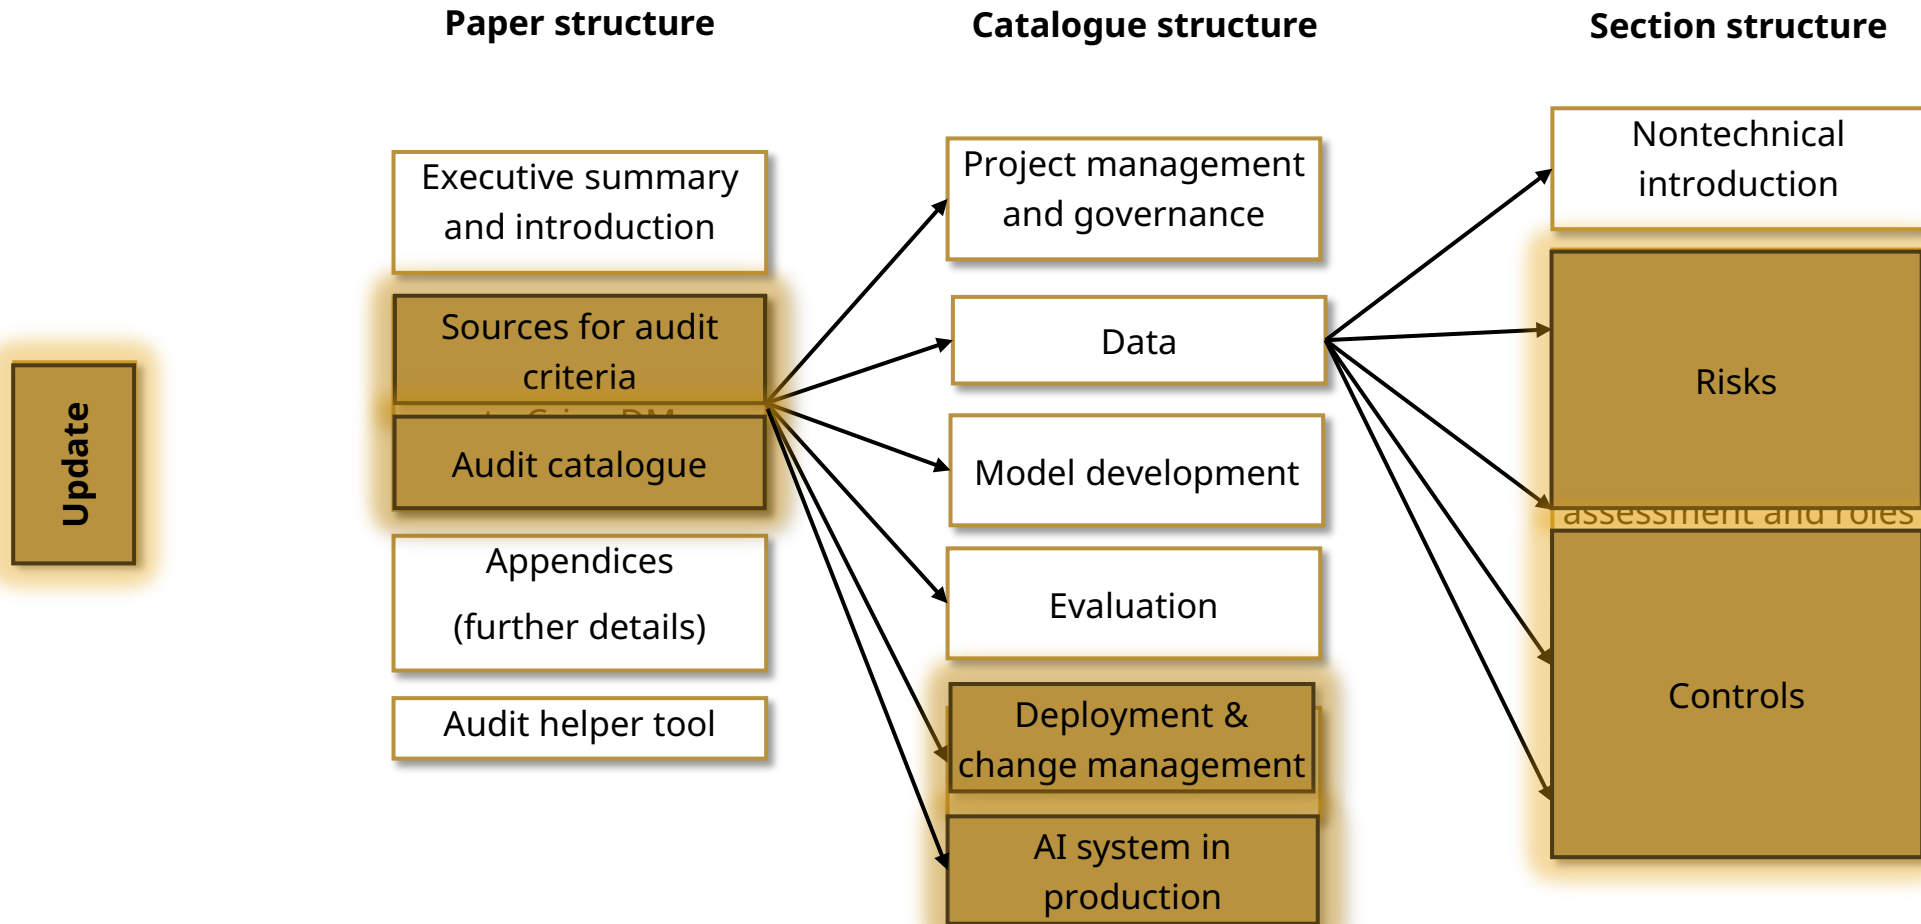 Paper structure
Catalogue structure
Section structure
Update
Executive summary
and introduction
Sources for audit
criteria
Audit catalogue
Appendices
(further details)
Audit helper tool
Project management
and governance
Data
Model development
Evaluation
Deployment &
change management
AI system in
production
Nontechnical
introduction
Risks
assessment and roles
Controls